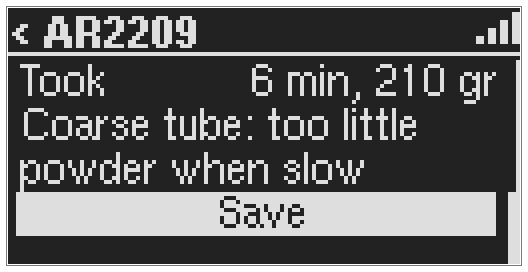 < AR2209
Took 6 min, 210 gr
Coarse tube: too little
powder when slow
Save